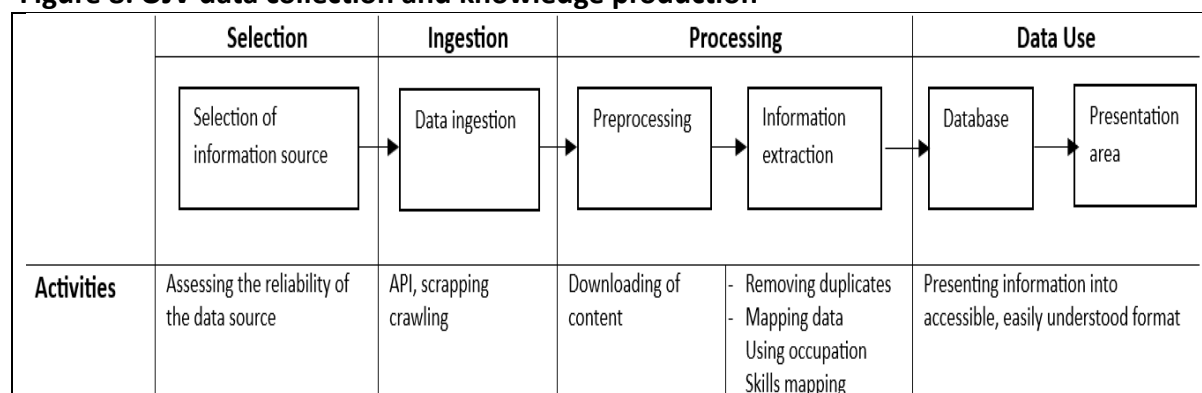 Figure data collection and knowledge production
Selection
Ingestion
Processing
Data Use
Selection of
information source
Data ingestion
Preprocessing
Information
extraction
Database
Presentation
area
Activities
Assessing the reliability of
the data source
API, scrapping
crawling
Downloading of
content
- Removing duplicates
- Mapping data
Using occupation
Skills mapping
Presenting information into
accessible, easily understood format